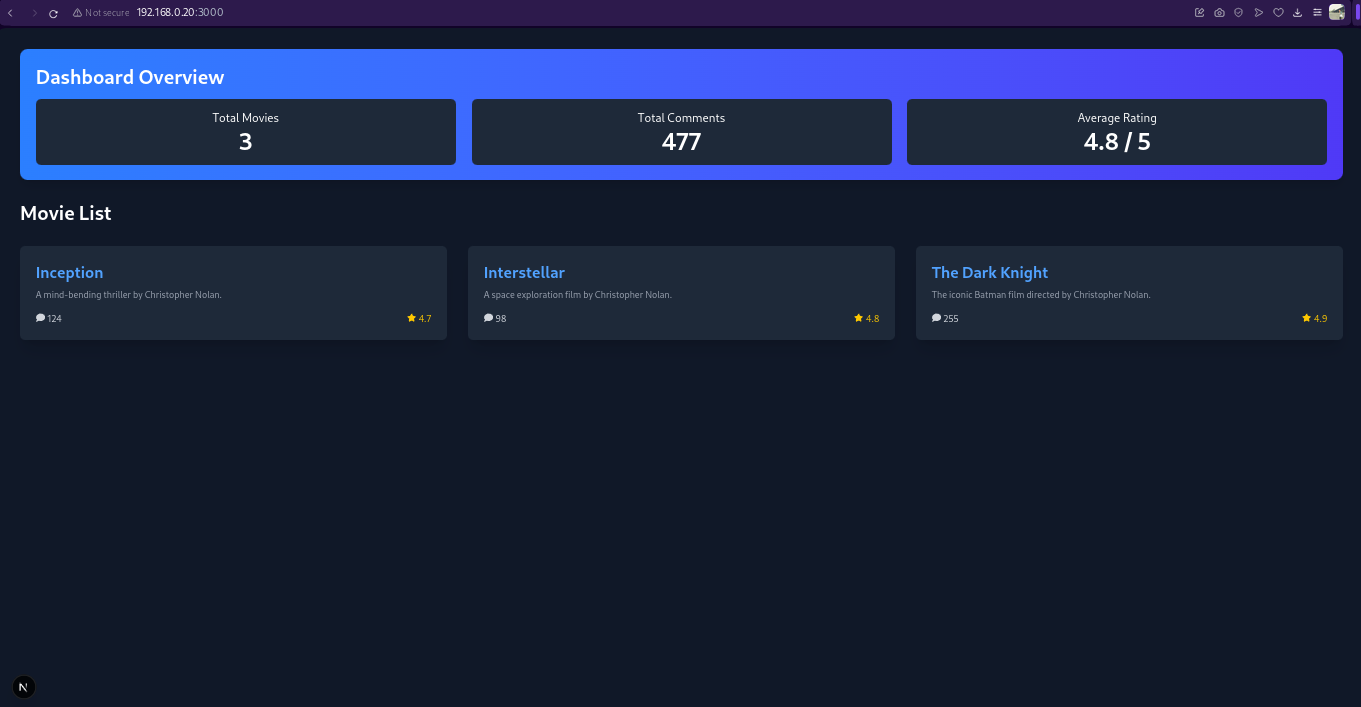 Not secure 192.168.0.20:3000
Dashboard Overview
Total Movies
3
Total Comments
477
Average Rating
4.8 / 5
Movie List
Inception
A mind-bending thriller by Christopher Nolan.
124 4.7
Interstellar
A space exploration film by Christopher Nolan.
98 4.8
The Dark Knight
The iconic Batman film directed by Christopher Nolan.
255 4.9
N